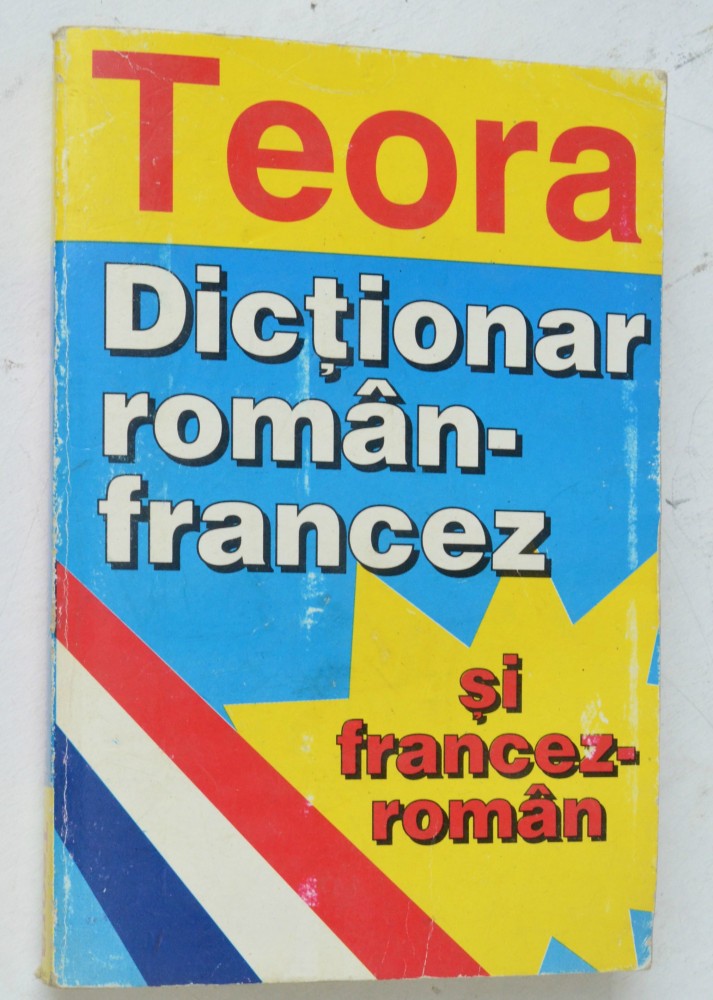 Teora
Dicționar
român-
francez
și
francez-
român